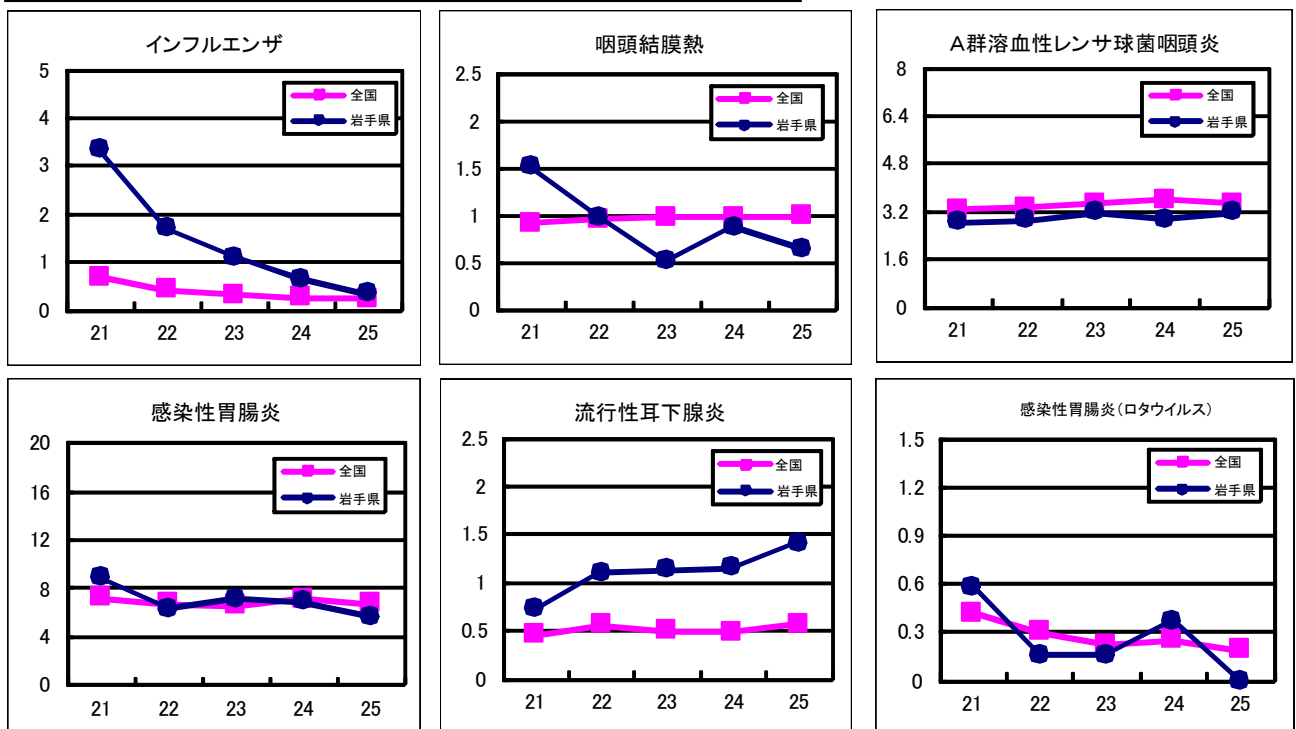 インフルエンザ
5
4
3
2
1
0
21 22 23 24 25
全国
岩手県
咽頭結膜熱
2.5
2
1.5
1
0.5
0
21 22 23 24 25
全国
岩手県
A群溶血性レンサ球菌咽頭炎
8
6.4
4.8
3.2
1.6
0
21 22 23 24 25
全国
岩手県
感染性胃腸炎
20
16
12
8
4
0
21 22 23 24 25
全国
岩手県
流行性耳下腺炎
2.5
2
1.5
1
0.5
0
21 22 23 24 25
全国
岩手県
感染性胃腸炎(ロタウイルス)
1.5
1.2
0.9
0.6
0.3
0
21 22 23 24 25
全国
岩手県